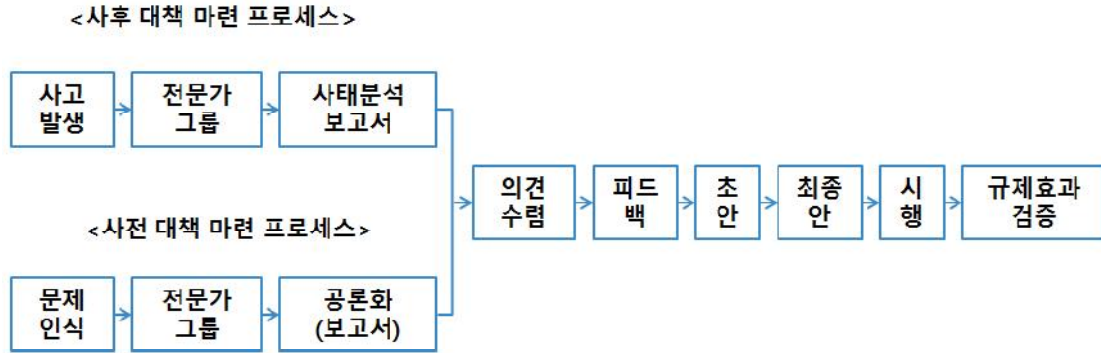 <사후 대책 마련 프로세스>
사고
발생
전문가
그룹
사태분석
보고서
<사전 대책 마련 프로세스>
문제
인식
전문가
그룹
공론화
(보고서)
의견
수렴
피드
백
초
안
최종
안
시
행
규제효과
검증